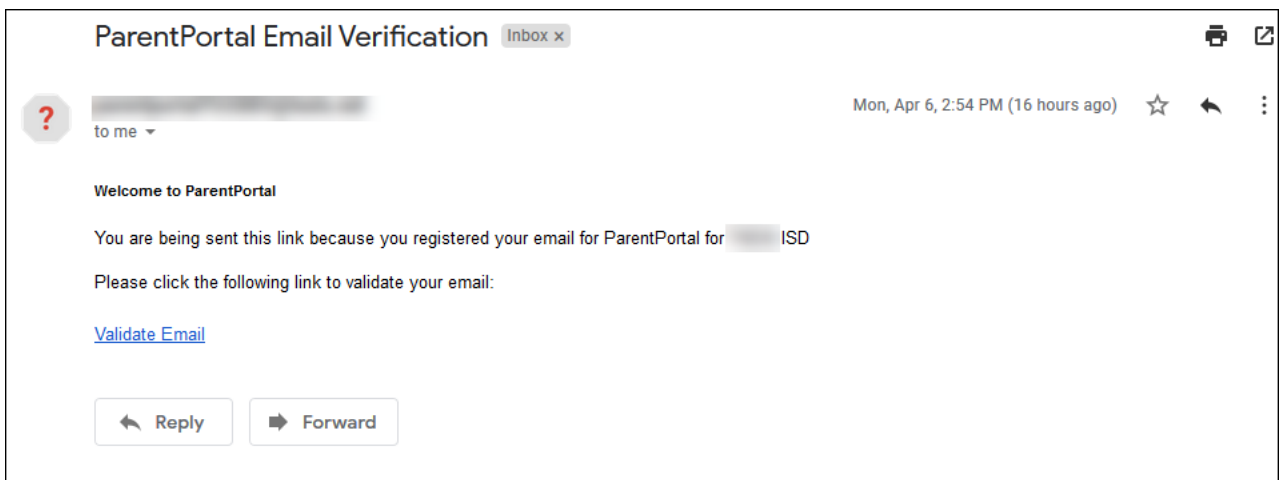 ParentPortal Email Verification Inbox x
?
Mon, Apr 6, 2:54 PM (16 hours ago)
to me
Welcome to ParentPortal
You are being sent this link because you registered your email for ParentPortal for ISD
Please click the following link to validate your email:
Validate Email
Reply Forward